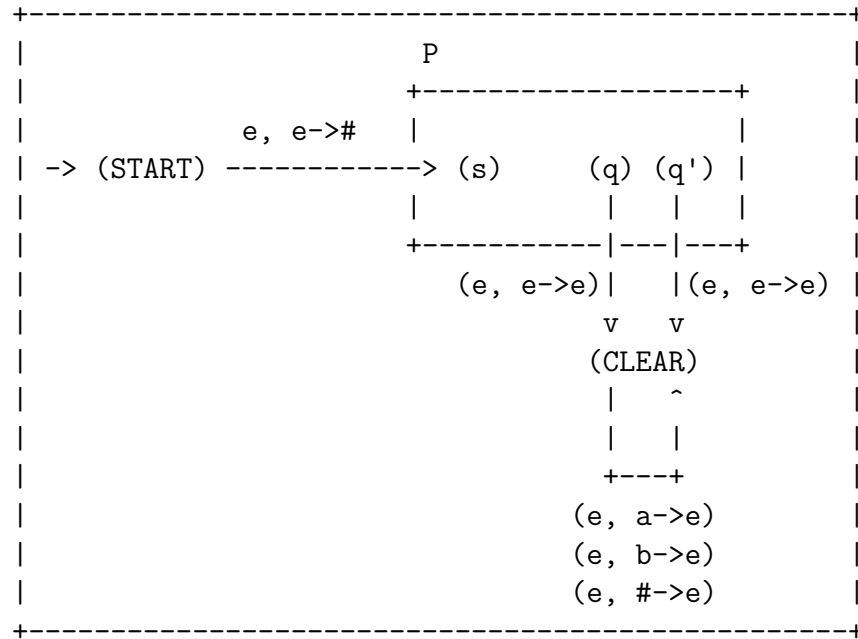 P
e, e->#
-> (START) ------------> (s) (q) (q')
(e, e->e) (e, e->e)
v v
(CLEAR)
^
(e, a->e)
(e, b->e)
(e, #->e)